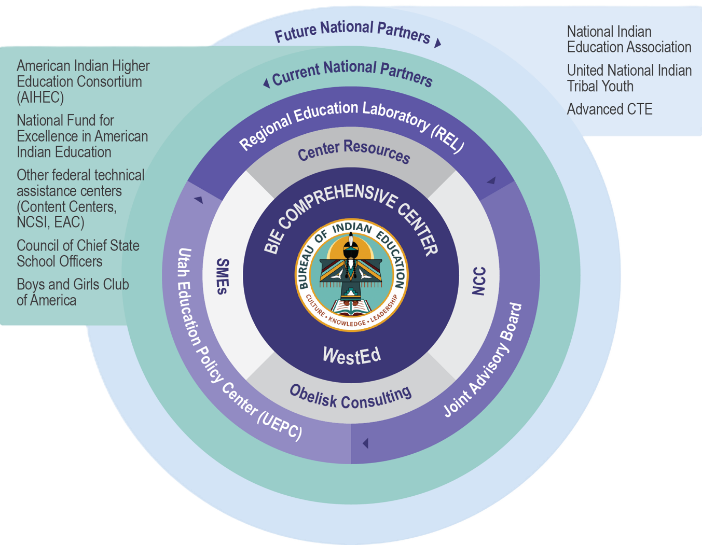 Future National Partners
Current National Partners
American Indian Higher
Education Consortium
(AIHEC)
National Fund for
Excellence in American
Indian Education
Other federal technical
assistance centers
(Content Centers,
NCSI, EAC)
Council of Chief State
School Officers
Boys and Girls Club
of America
National Indian
Education Association
United National Indian
Tribal Youth
Advanced CTE
Regional Education Laboratory (REL)
Center Resources
BIE COMPREHENSIVE CENTER
BUREAU OF INDIAN EDUCATION
CULTURE • KNOWLEDGE • LEADERSHIP
WestEd
SMEs
NCC
Obelisk Consulting
Utah Education Policy Center (UEPC)
Joint Advisory Board